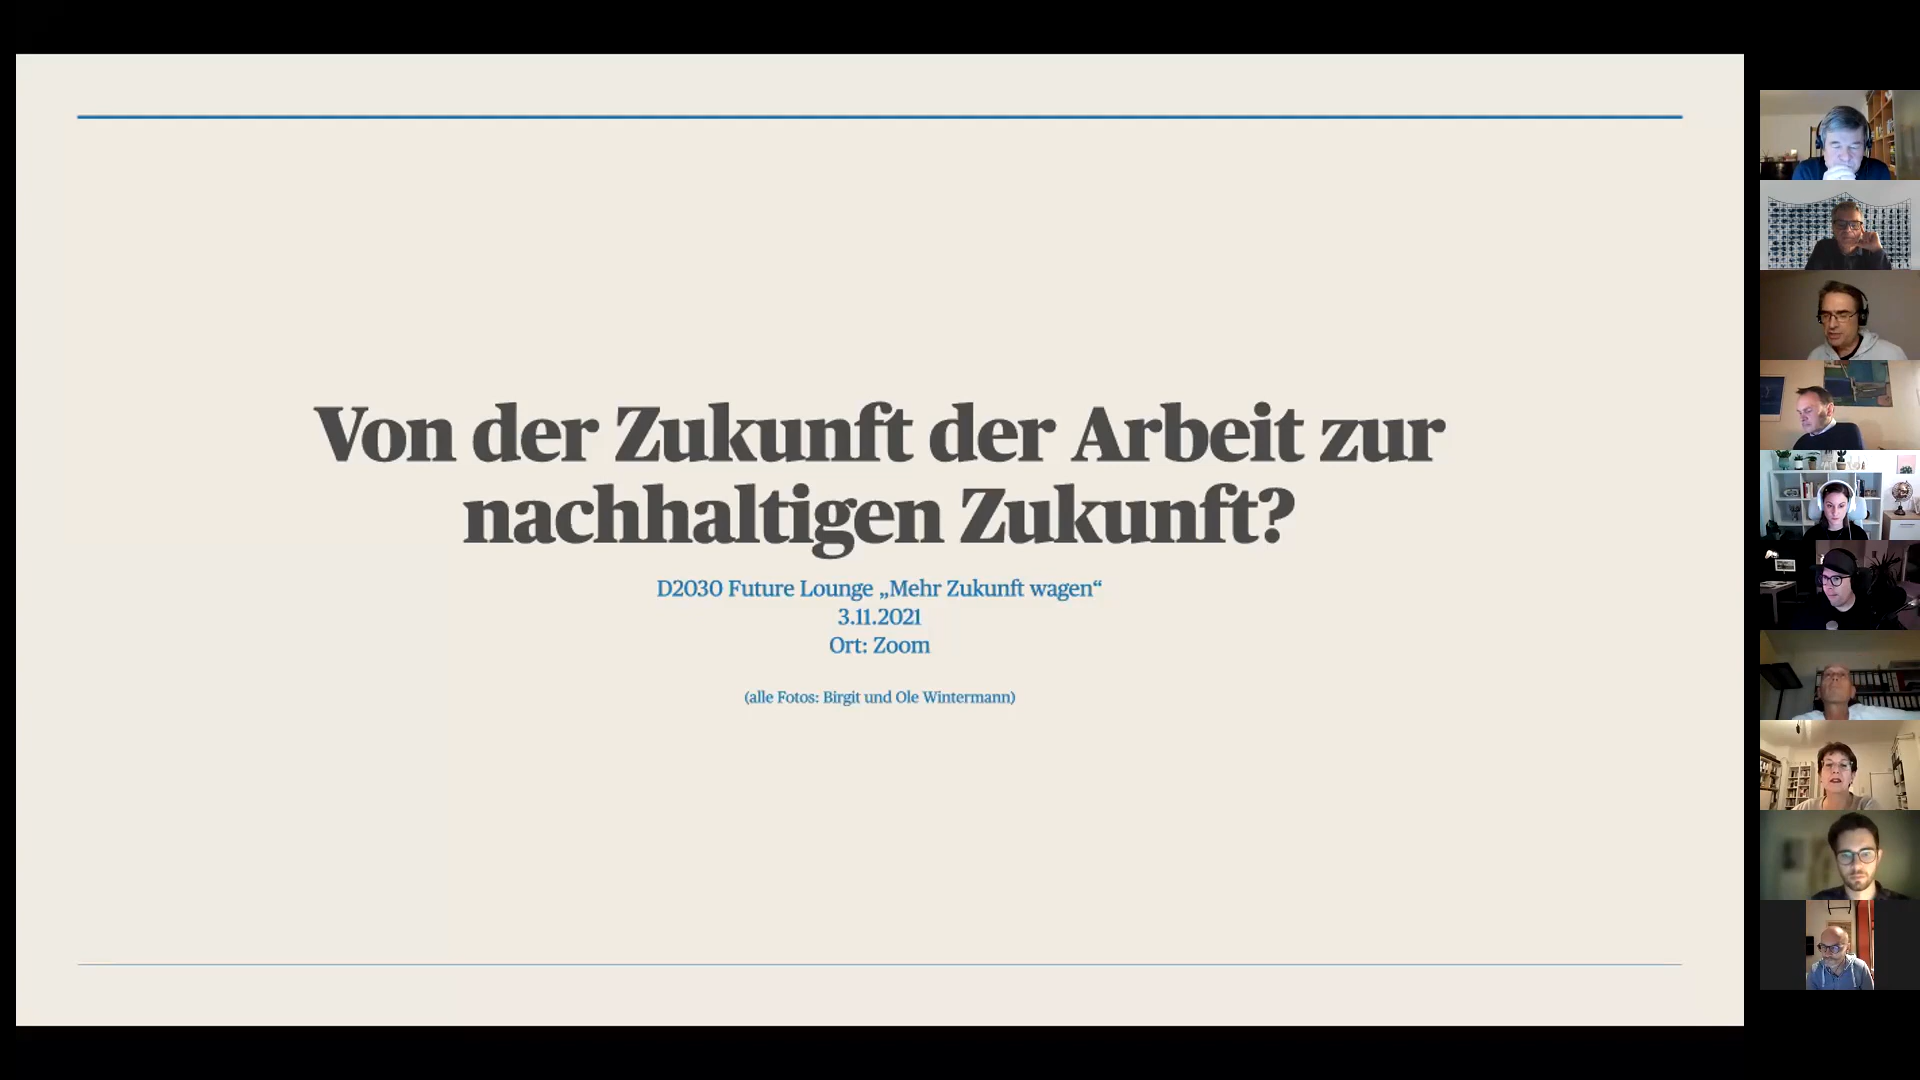 Von der Zukunft der Arbeit zur
nachhaltigen Zukunft?
D2030 Future Lounge „Mehr Zukunft wagen“
3.11.2021
Ort: Zoom
(alle Fotos: Birgit und Ole Wintermann)